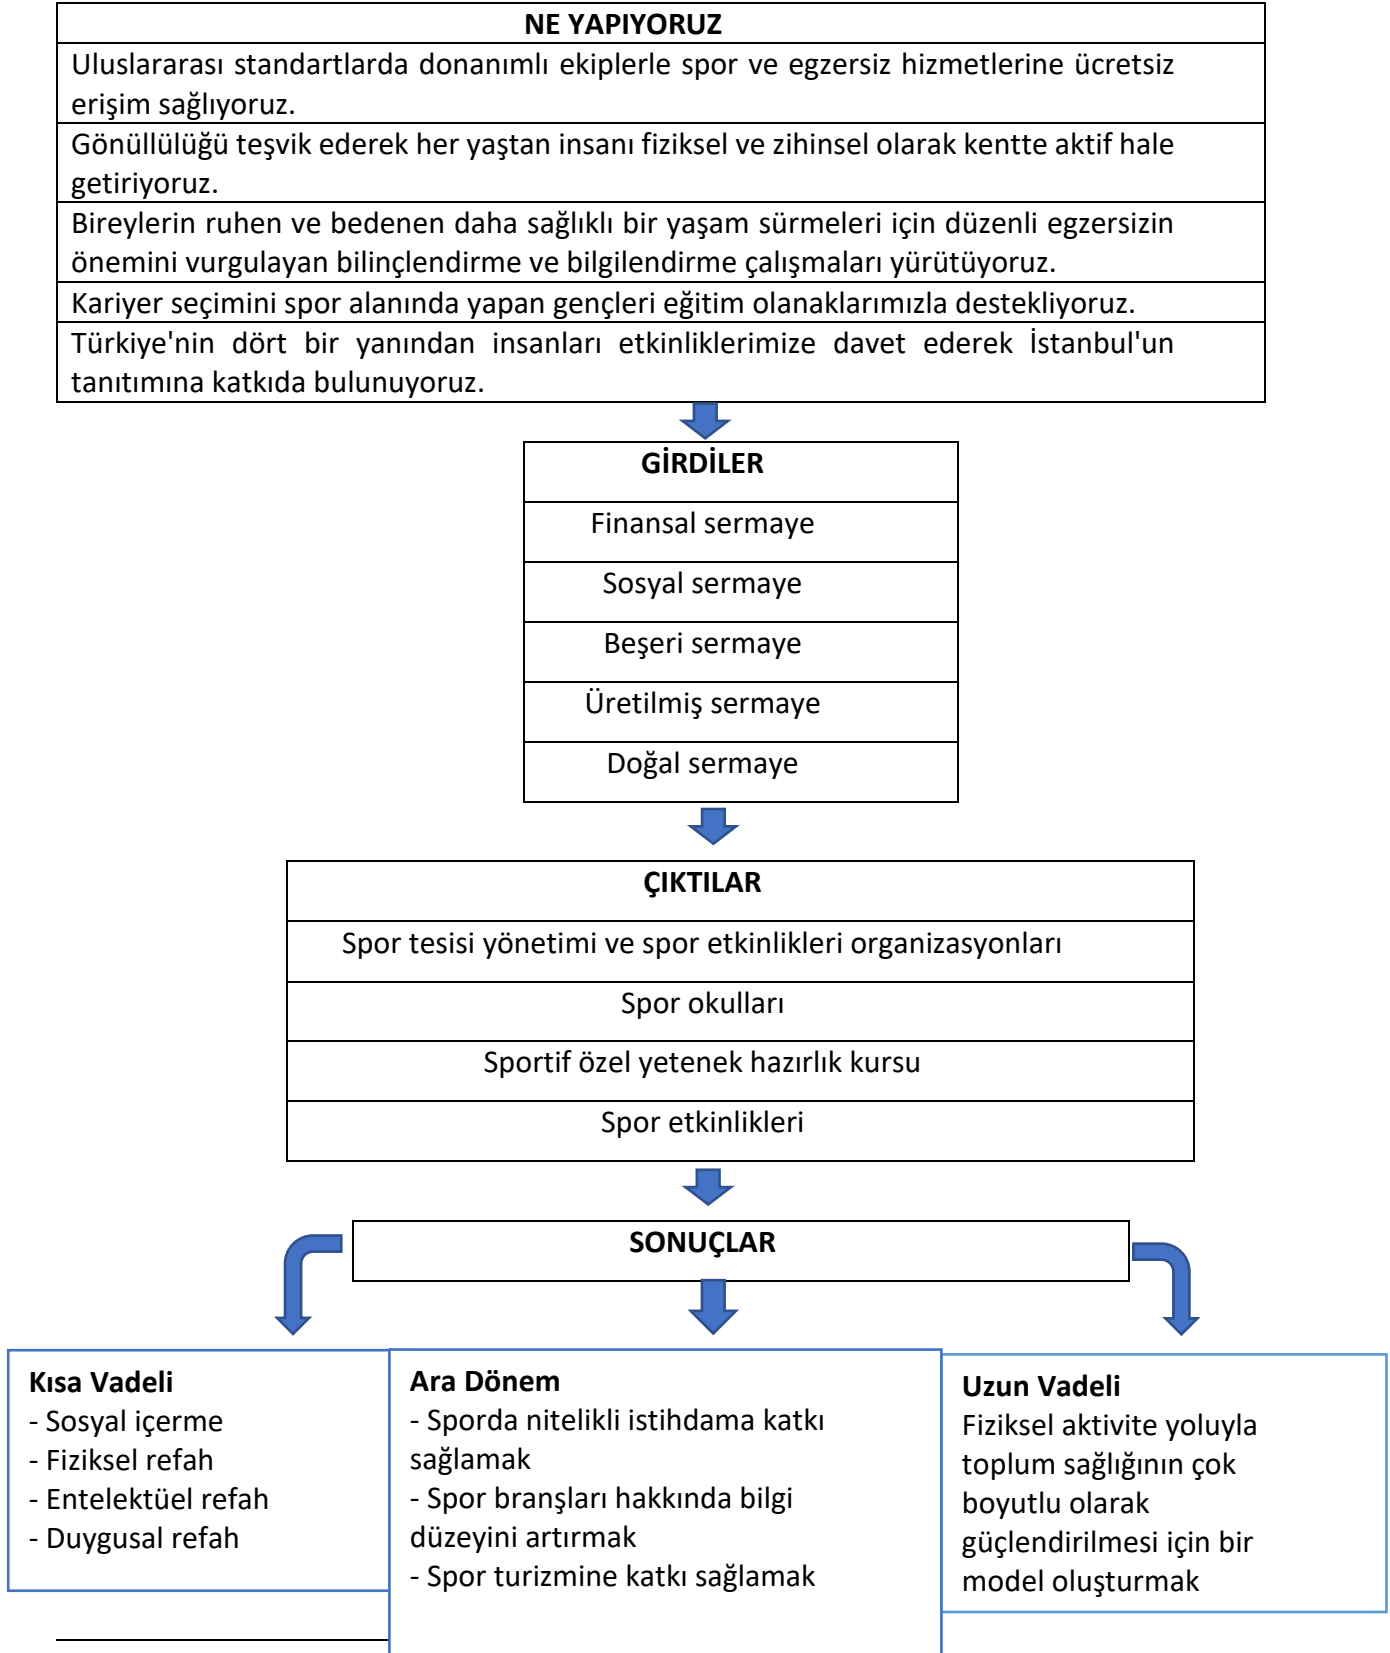 NE YAPIYORUZ
Uluslararası standartlarda donanımlı ekiplerle spor ve egzersiz hizmetlerine ücretsiz
erişim sağlıyoruz.
Gönüllülüğü teşvik ederek her yaştan insanı fiziksel ve zihinsel olarak kentte aktif hale
getiriyoruz.
Bireylerin ruhen ve bedenen daha sağlıklı bir yaşam sürmeleri için düzenli egzersizin
önemini vurgulayan bilinçlendirme ve bilgilendirme çalışmaları yürütüyoruz.
Kariyer seçimini spor alanında yapan gençleri eğitim olanaklarımızla destekliyoruz.
Türkiye'nin dört bir yanından insanları etkinliklerimize davet ederek İstanbul'un
tanıtımına katkıda bulunuyoruz.
GİRDİLER
Finansal sermaye
Sosyal sermaye
Beşeri sermaye
Üretilmiş sermaye
Doğal sermaye
ÇIKTILAR
Spor tesisi yönetimi ve spor etkinlikleri organizasyonları
Spor okulları
Sportif özel yetenek hazırlık kursu
Spor etkinlikleri
SONUÇLAR
Kısa Vadeli
- Sosyal içerme
- Fiziksel refah
- Entelektüel refah
- Duygusal refah
Ara Dönem
- Sporda nitelikli istihdama katkı
sağlamak
- Spor branşları hakkında bilgi
düzeyini artırmak
- Spor turizmine katkı sağlamak
Uzun Vadeli
Fiziksel aktivite yoluyla
toplum sağlığının çok
boyutlu olarak
güçlendirilmesi için bir
model oluşturmak